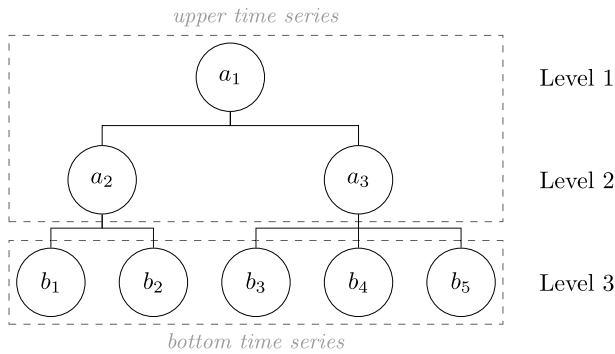 upper time series
a₁ Level 1
a₂ a₃ Level 2
b₁ b₂ b₃ b₄ b₅ Level 3
bottom time series